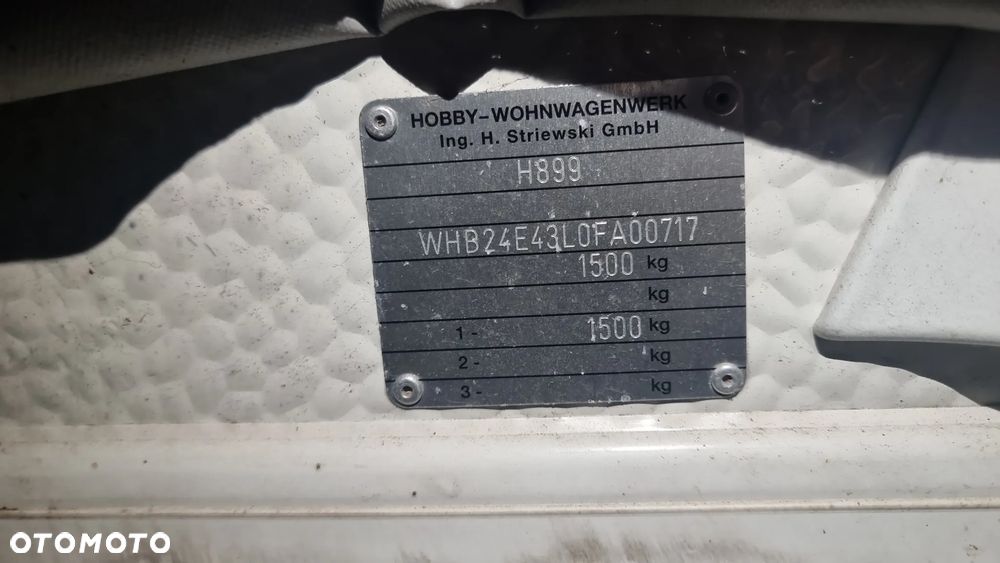 HOBBY-WOHNWAGENWERK
Ing. H. Striewski GmbH
H899
WHB24E43L0FA00717
1500 kg
kg
1- 1500 kg
2- kg
3- kg
OTOMOTO